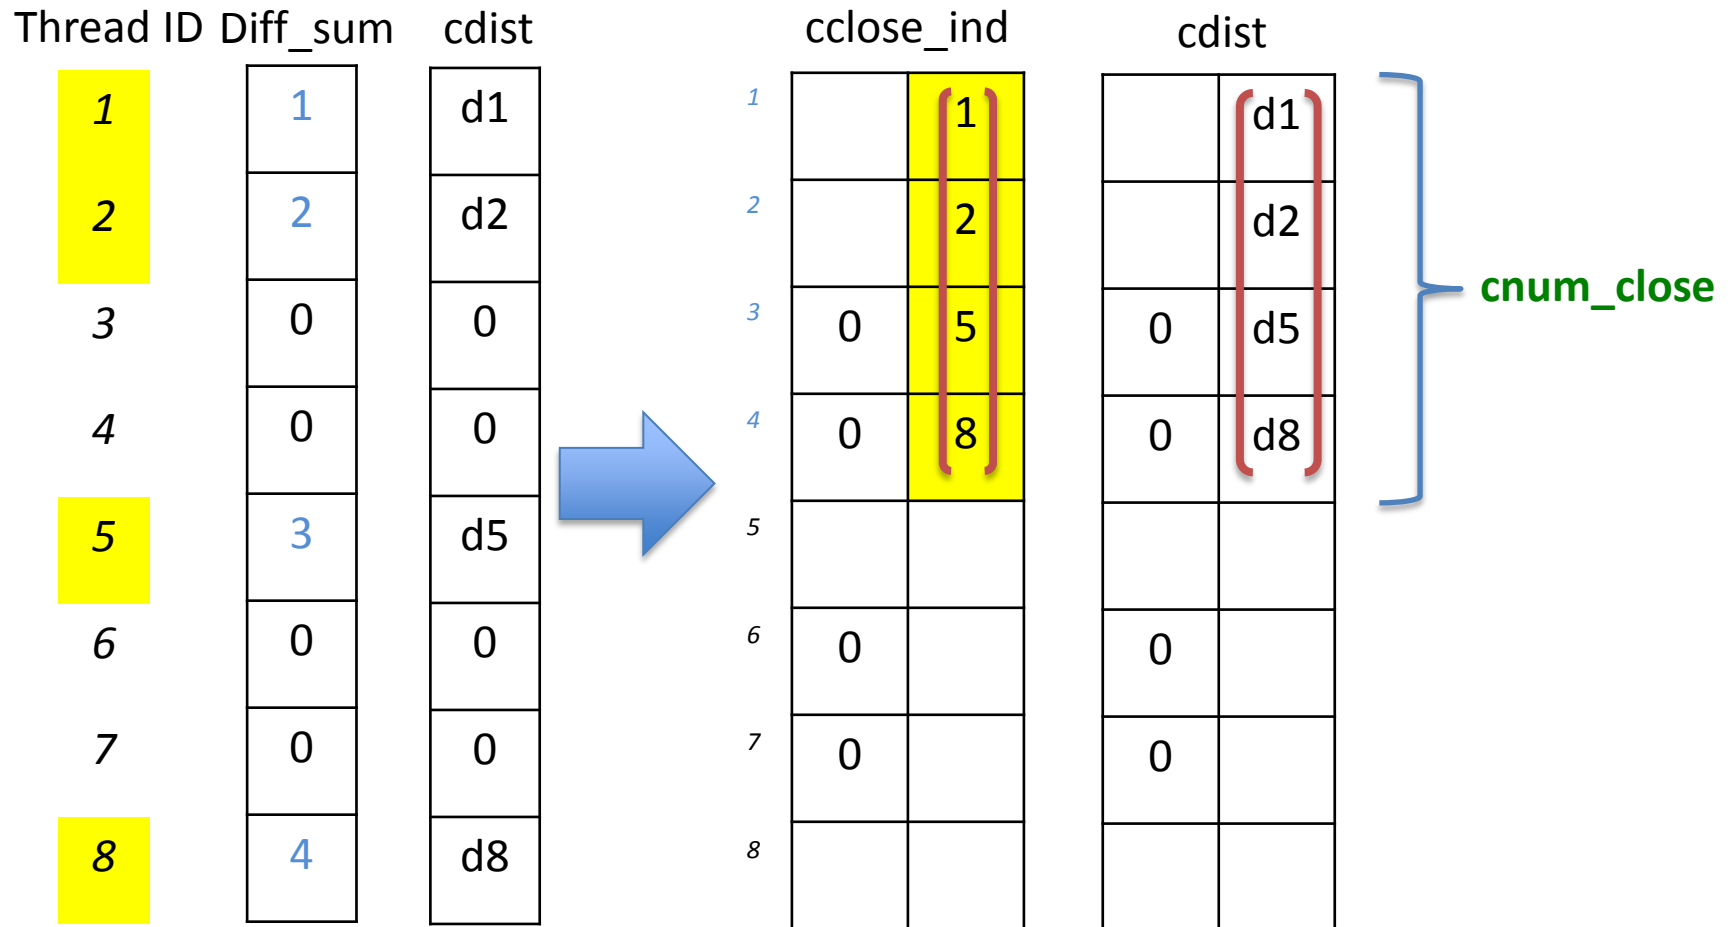 Thread ID Diff_sum cdist cclose_ind cdist
1 1 d1 1 1 d1
2 2 d2 2 2 d2
3 0 0 3 0 5 0 d5
cnum_close
4 0 0 4 0 8 0 d8
5 3 d5 5
6 0 0 6 0 0
7 0 0 7 0 0
8 4 d8 8